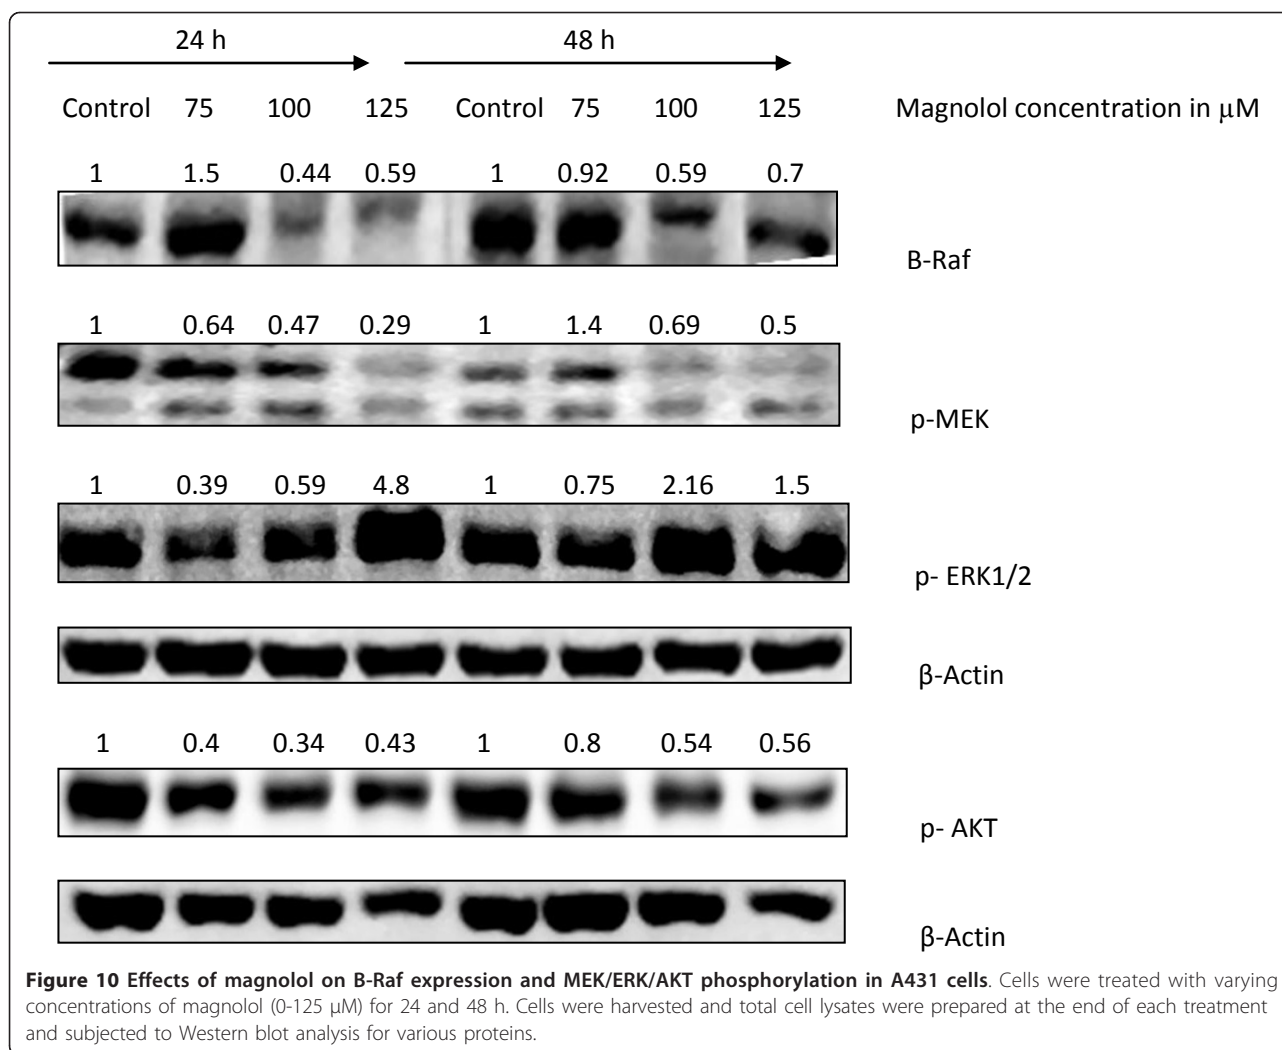 24 h 48 h
Control 75 100 125 Control 75 100 125 Magnolol concentration in μM
1 1.5 0.44 0.59 1 0.92 0.59 0.7
B-Raf
1 0.64 0.47 0.29 1 1.4 0.69 0.5
p-MEK
1 0.39 0.59 4.8 1 0.75 2.16 1.5
p- ERK1/2
β-Actin
1 0.4 0.34 0.43 1 0.8 0.54 0.56
p- AKT
β-Actin
Figure 10 Effects of magnolol on B-Raf expression and MEK/ERK/AKT phosphorylation in A431 cells. Cells were treated with varying
concentrations of magnolol (0-125 μM) for 24 and 48 h. Cells were harvested and total cell lysates were prepared at the end of each treatment
and subjected to Western blot analysis for various proteins.